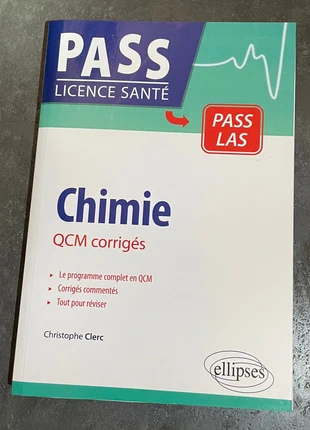 PASS
LICENCE SANTÉ
PASS
LAS
Chimie
QCM corrigés
Le programme complet en QCM
Corrigés commentés
Tout pour réviser
Christophe Clerc
ellipses